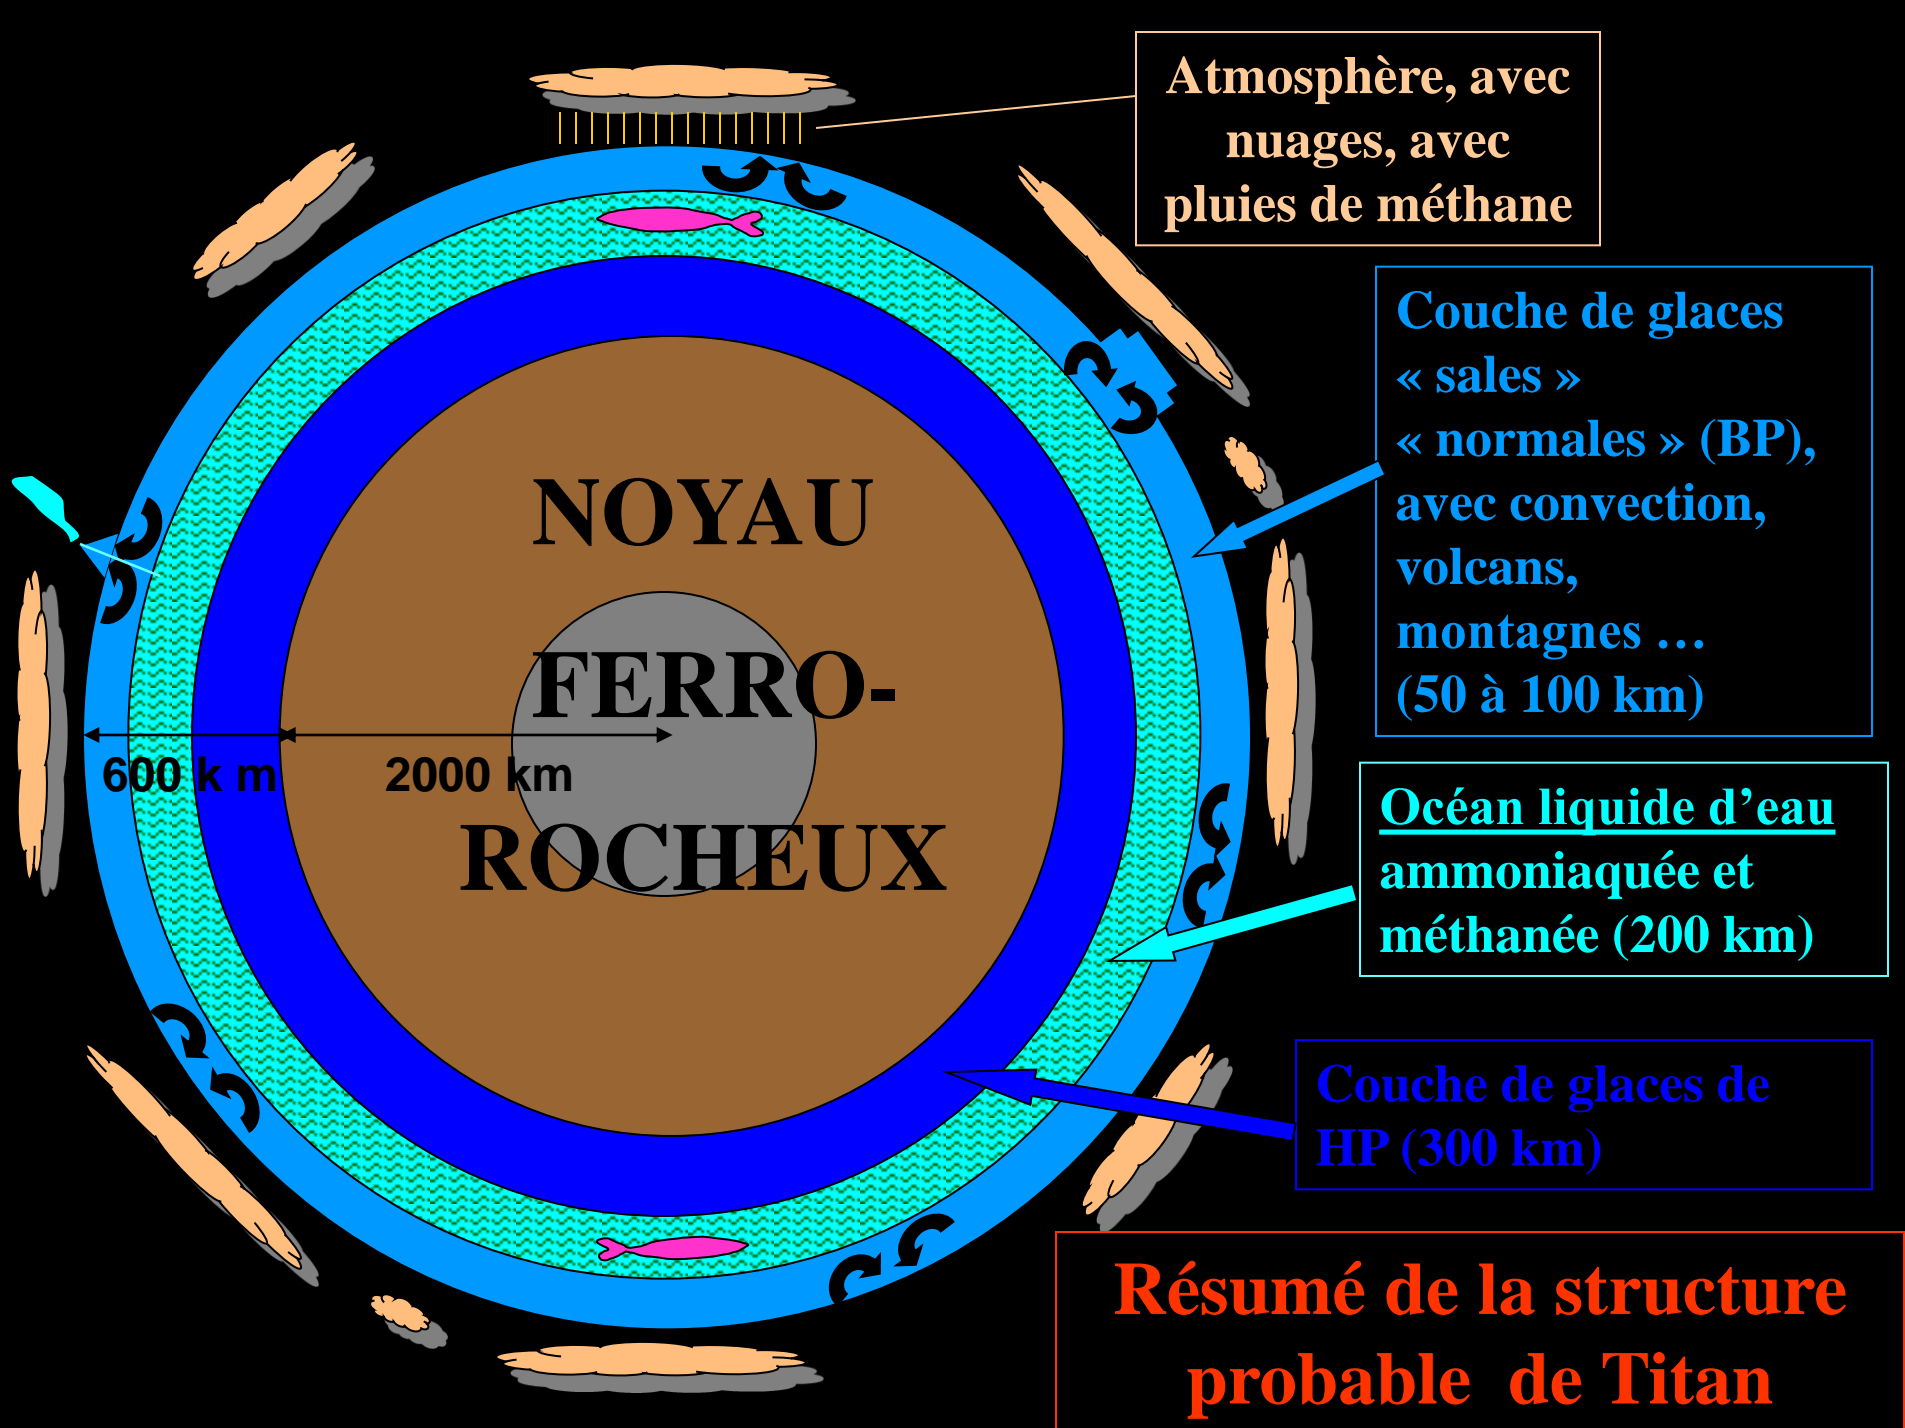 Atmosphère, avec
nuages, avec
pluies de méthane
Couche de glaces
« sales »
« normales » (BP),
avec convection,
volcans,
montagnes …
(50 à 100 km)
NOYAU
FERRO-
ROCHEUX
600 k m
2000 km
Océan liquide d’eau
ammoniaquée et
méthanée (200 km)
Couche de glaces de
HP (300 km)
Résumé de la structure
probable  de Titan